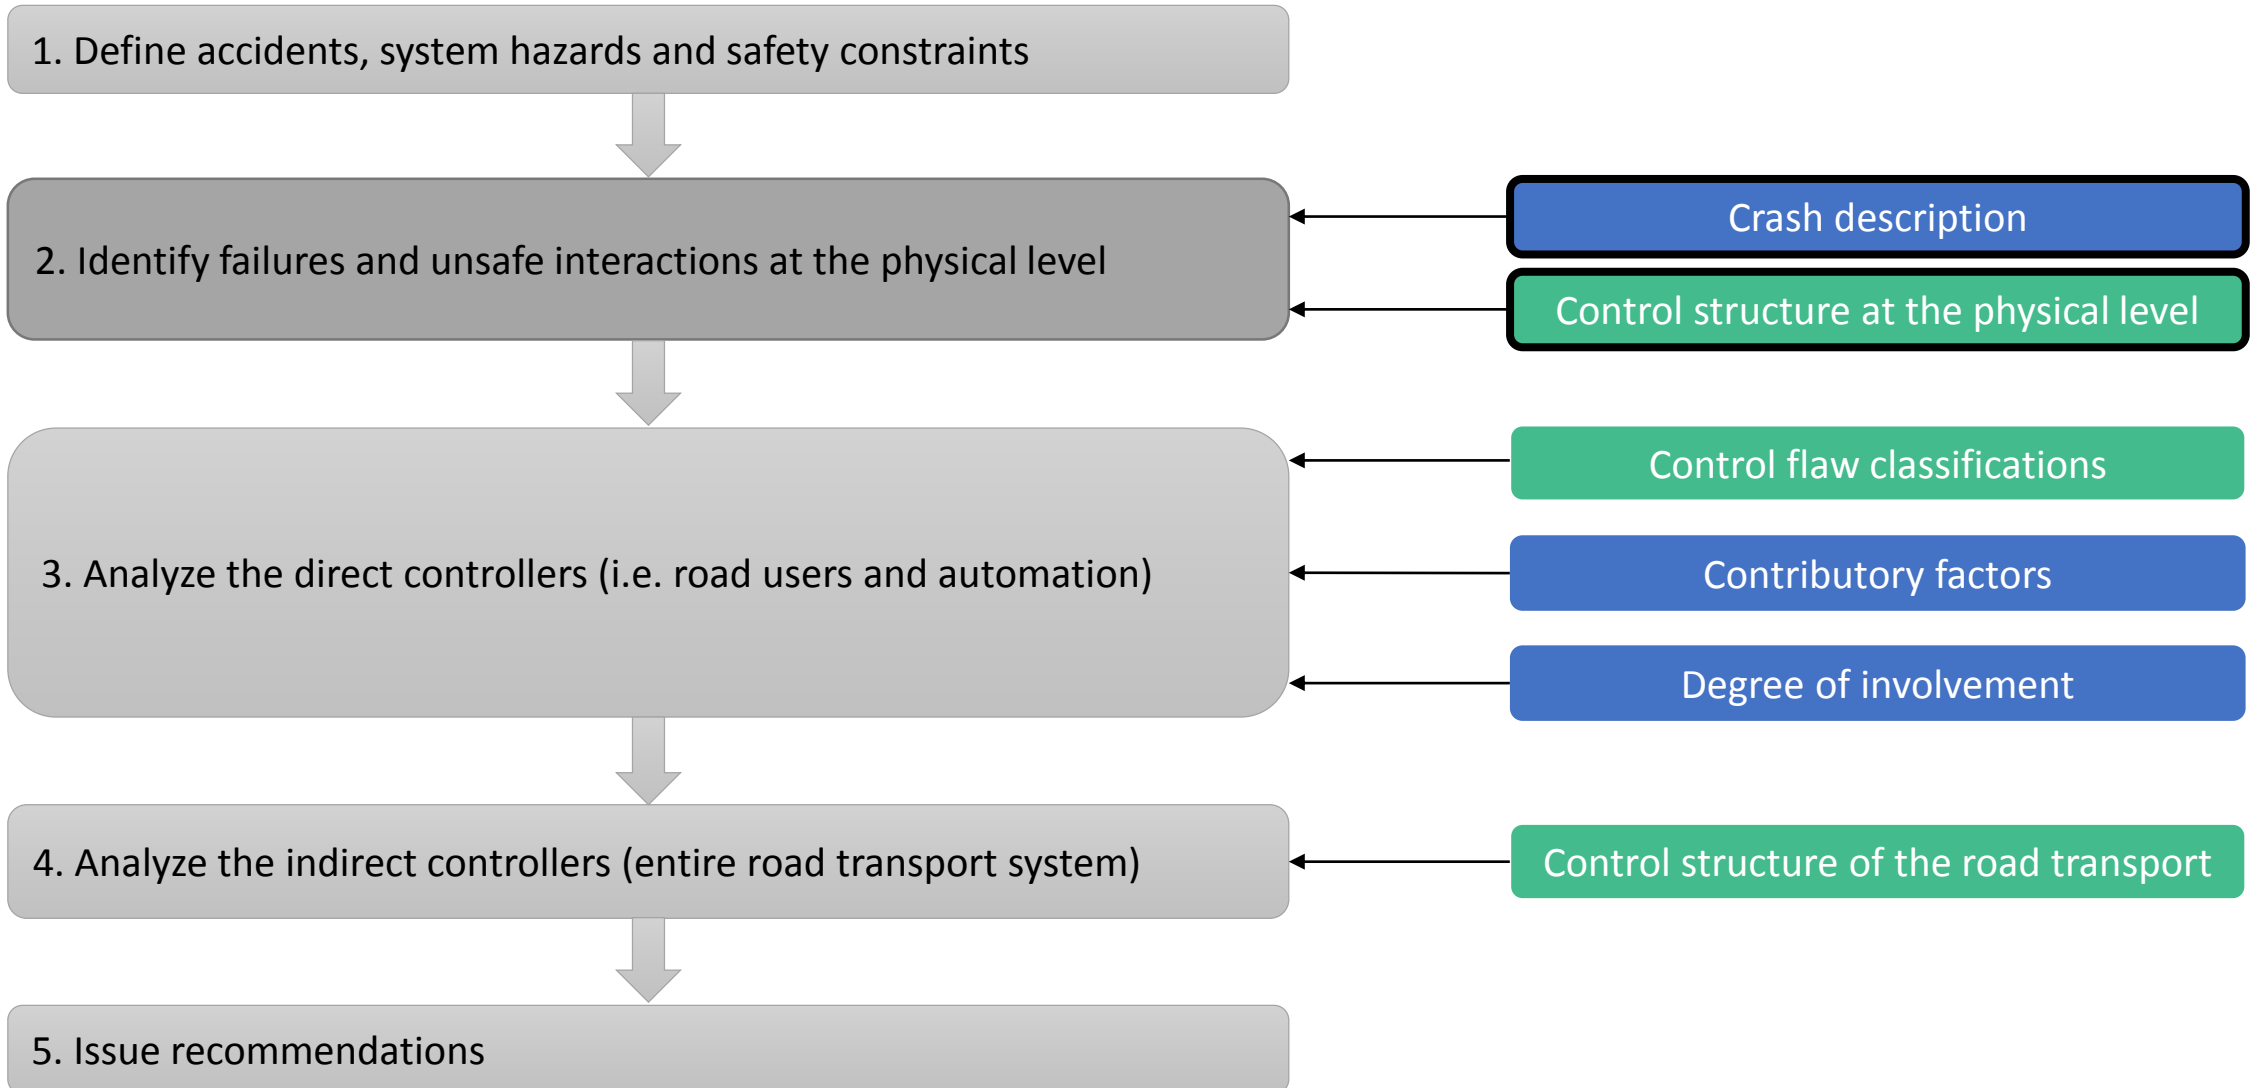 1. Define accidents, system hazards and safety constraints
2. Identify failures and unsafe interactions at the physical level
Crash description
Control structure at the physical level
3. Analyze the direct controllers (i.e. road users and automation)
Control flaw classifications
Contributory factors
Degree of involvement
4. Analyze the indirect controllers (entire road transport system)
Control structure of the road transport
5. Issue recommendations